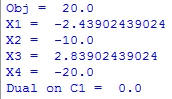 Obj =  20.0
X1 =  -2.43902439024
X2 =  -10.0
X3 =  2.83902439024
X4 =  -20.0
Dual on C1 =  0.0